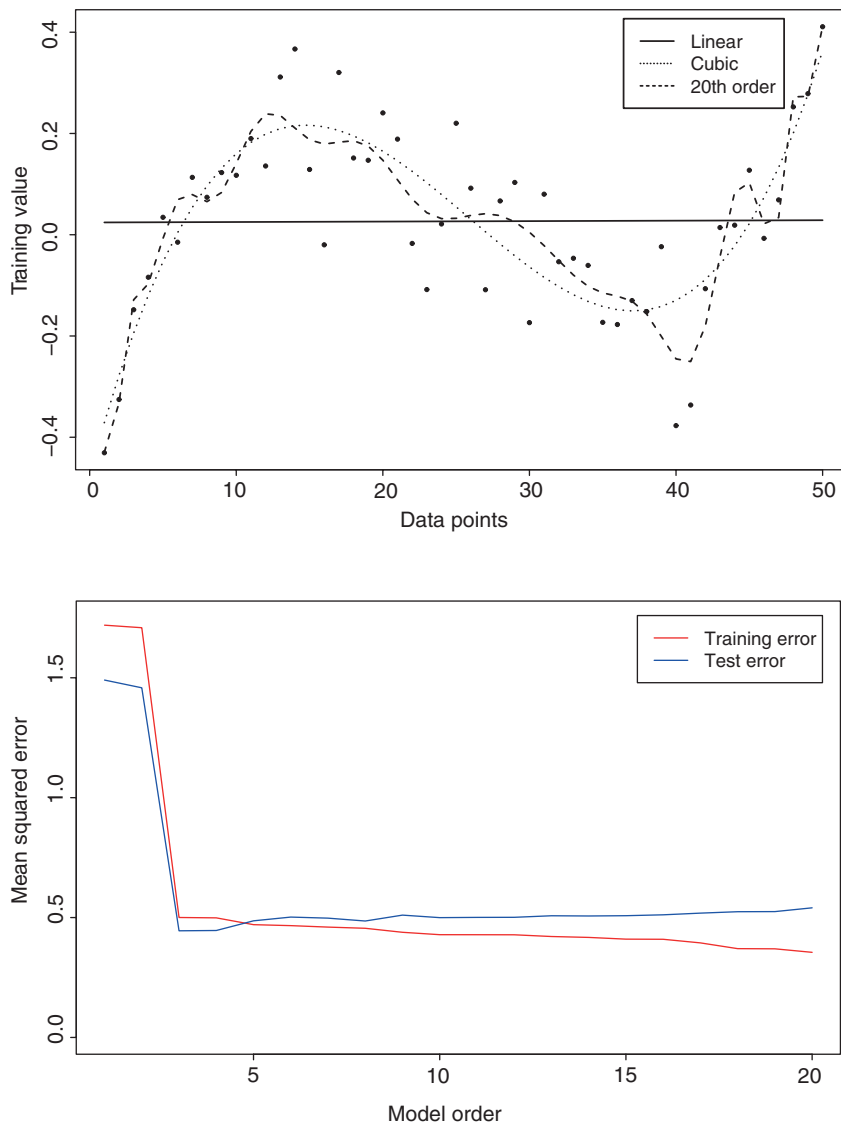 Training value
0.4
0.2
0.0
−0.2
−0.4
Linear
Cubic
20th order
0 10 20 30 40 50
Data points
Mean squared error
1.5
1.0
0.5
0.0
Training error
Test error
5 10 15 20
Model order